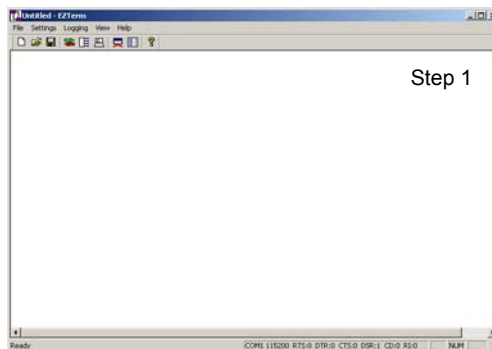 Untitled - EZTerm
File Settings Logging View Help
Step 1
Ready COM1 115200 RTS:0 DTR:0 CTS:0 DSR:1 CD:0 RI:0 NUM